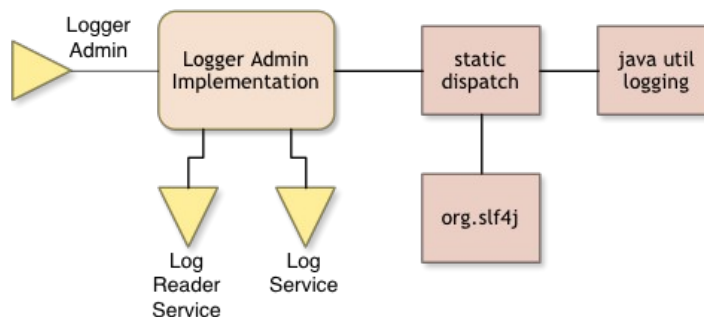 Logger
Admin
Logger Admin
Implementation
static
dispatch
java util
logging
org.slf4j
Log
Reader
Service
Log
Service